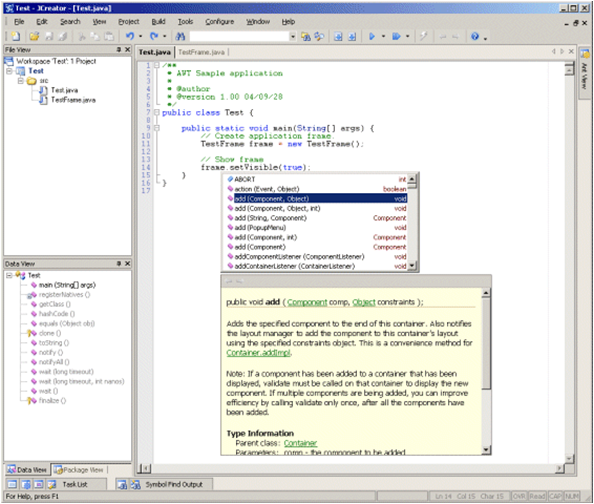 Test - JCreator - [Test.java]
File Edit Search View Project Build Tools Configure Window Help
File View
Workspace 'Test': 1 Project
Test
src
Test.java
TestFrame.java
Test.java TestFrame.java
1 /**
2 * AWT Sample application
3 *
4 * @author
5 * @version 1.00 04/09/28
6 */
7 public class Test {
8
9 public static void main(String[] args) {
10 // Create application frame.
11 TestFrame frame = new TestFrame();
12
13 // Show frame
14 frame.setVisible(true);
15 }
16 }
17
ABORT int
action (Event, Object) boolean
add (Component, Object) void
add (Component, Object, int) void
add (String, Component) Component
add (PopupMenu) void
add (Component, int) Component
add (Component) Component
addComponentListener (ComponentListener) void
addContainerListener (ContainerListener) void
public void add ( Component comp, Object constraints );
Adds the specified component to the end of this container. Also notifies
the layout manager to add the component to this container's layout
using the specified constraints object. This is a convenience method for
Container.addImpl.
Note: If a component has been added to a container that has been
displayed, validate must be called on that container to display the new
component. If multiple components are being added, you can improve
efficiency by calling validate only once, after all the components have
been added.
Type Information
Parent class: Container
Parameters: comp - the component to be added
Ant View
Data View
Test
main (String[] args)
registerNatives ()
getClass ()
hashCode ()
equals (Object obj)
clone ()
toString ()
notify ()
notifyAll ()
wait (long timeout)
wait (long timeout, int nanos)
wait ()
finalize ()
Data View Package View
Task List Symbol Find Output
For Help, press F1 Ln 14 Col 15 Char 15 OVR Read CAP NUM